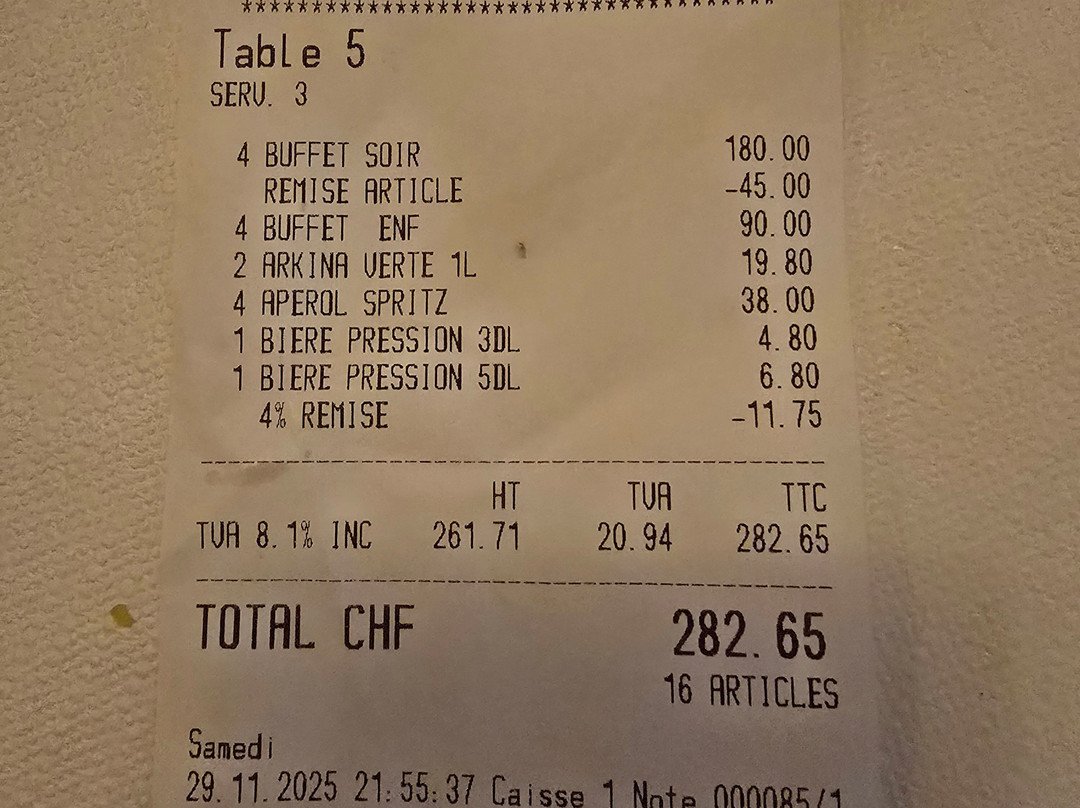 **************************************
Table 5
SERV. 3
4 BUFFET SOIR 180.00
REMISE ARTICLE -45.00
4 BUFFET ENF 90.00
2 ARKINA VERTE 1L 19.80
4 APEROL SPRITZ 38.00
1 BIERE PRESSION 3DL 4.80
1 BIERE PRESSION 5DL 6.80
4% REMISE -11.75
HT TVA TTC
TVA 8.1% INC 261.71 20.94 282.65
TOTAL CHF 282.65
16 ARTICLES
Samedi
29.11.2025 21:55:37 Caisse 1 Note 000085/1